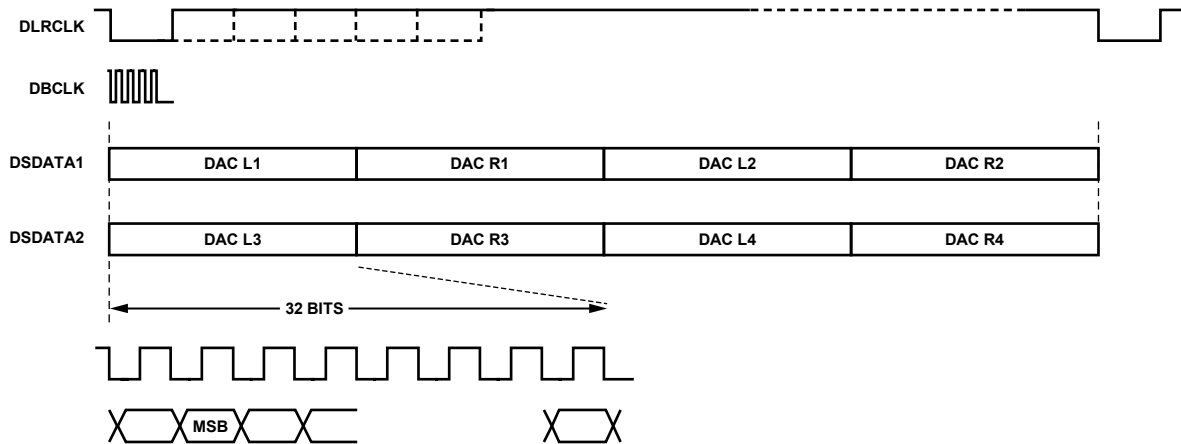 DLRCLK
DBCLK
DSDATA1 DAC L1 DAC R1 DAC L2 DAC R2
DSDATA2 DAC L3 DAC R3 DAC L4 DAC R4
32 BITS
MSB